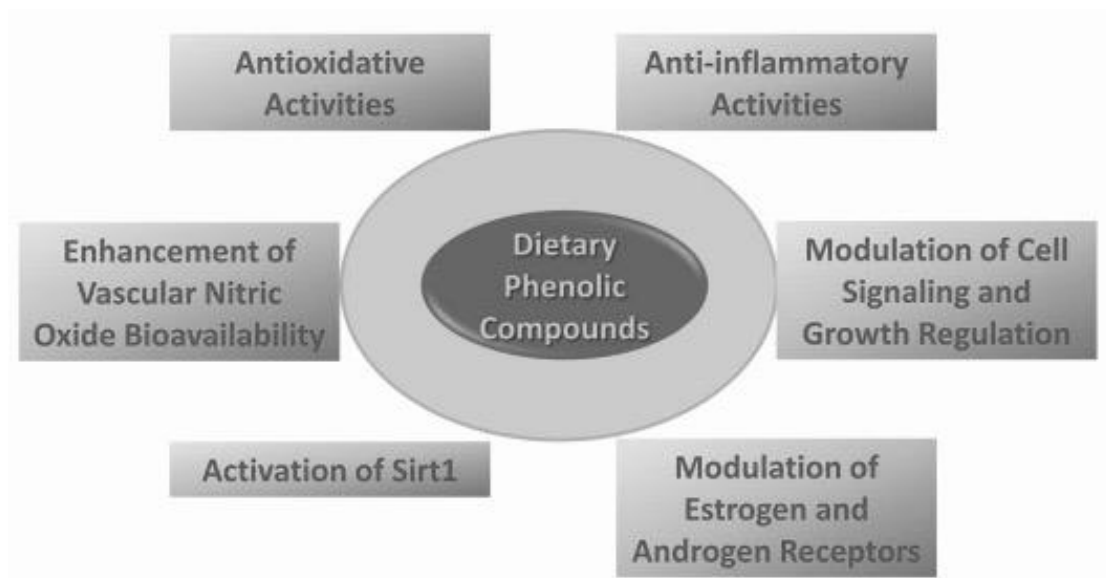 Antioxidative
Activities
Anti-inflammatory
Activities
Enhancement of
Vascular Nitric
Oxide Bioavailability
Dietary
Phenolic
Compounds
Modulation of Cell
Signaling and
Growth Regulation
Activation of Sirt1
Modulation of
Estrogen and
Androgen Receptors